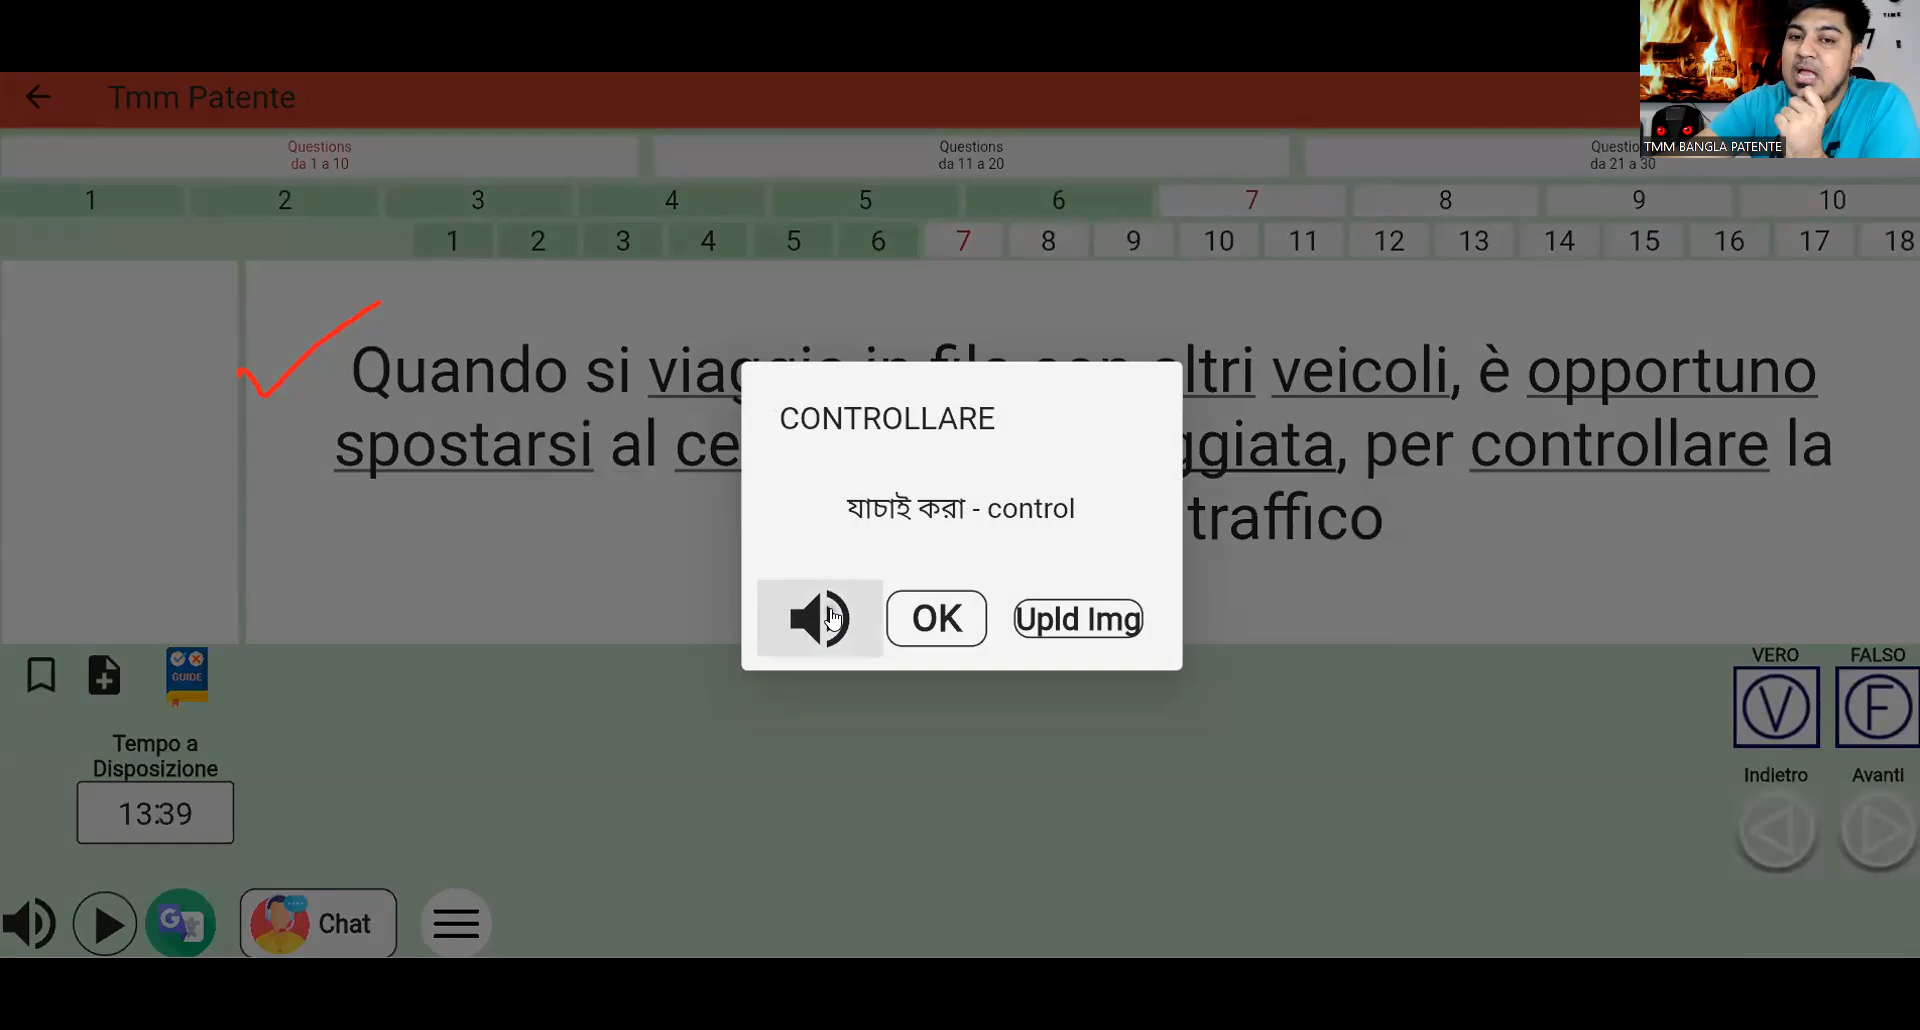 Tmm Patente
Questions
da 1 a 10
Questions
da 11 a 20
da 21 a 30
TIME
TMM BANGLA PATENTE
1 2 3 4 5 6 7 8 9 10
1 2 3 4 5 6 7 8 9 10 11 12 13 14 15 16 17 18
Quando si ltri veicoli, è opportuno
spostarsi al per controllare la
traffico
CONTROLLARE
যাচাই করা - control
OK
Upld Img
GUIDE
VERO FALSO
V F
Tempo a
Disposizione
13:39
Indietro Avanti
Chat